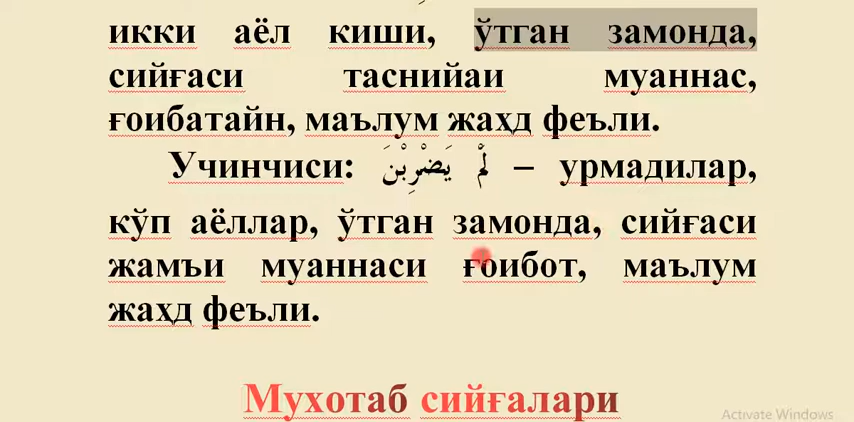 икки аёл киши, ўтган замонда,
сийғаси таснийаи муаннас,
ғоибатайн, маълум жаҳд феъли.
Учинчиси: لَمْ يَضْرِبْنَ – урмадилар,
кўп аёллар, ўтган замонда, сийғаси
жамъи муаннаси ғоибот, маълум
жаҳд феъли.
Мухотаб сийғалари
Activate Windows